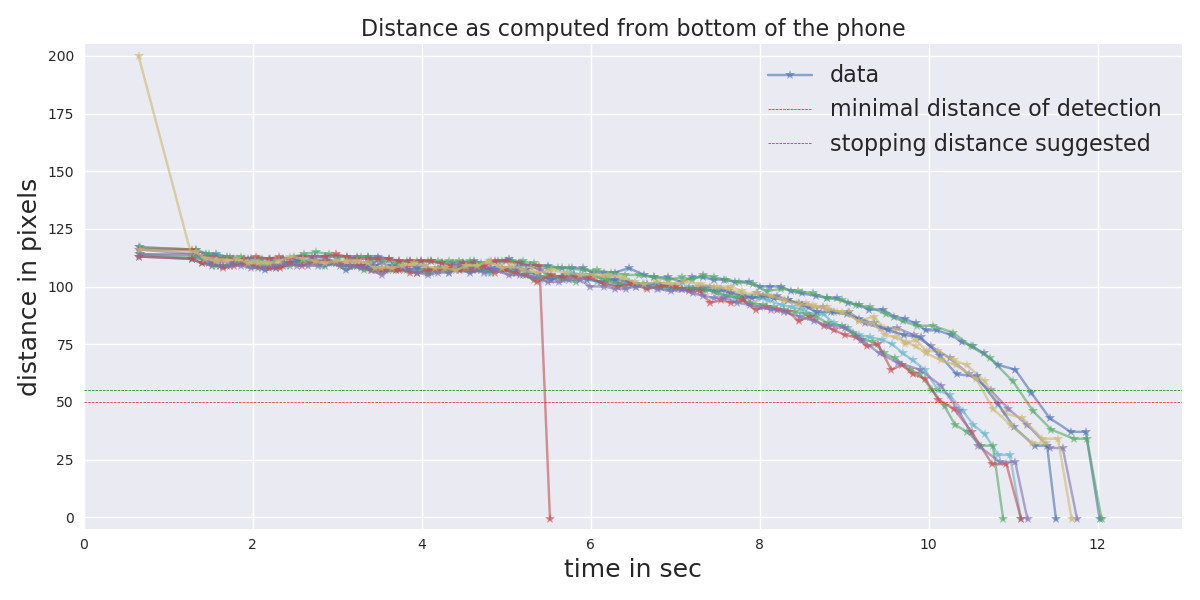 Distance as computed from bottom of the phone
data
minimal distance of detection
stopping distance suggested
distance in pixels
200
175
150
125
100
75
50
25
0
0 2 4 6 8 10 12
time in sec